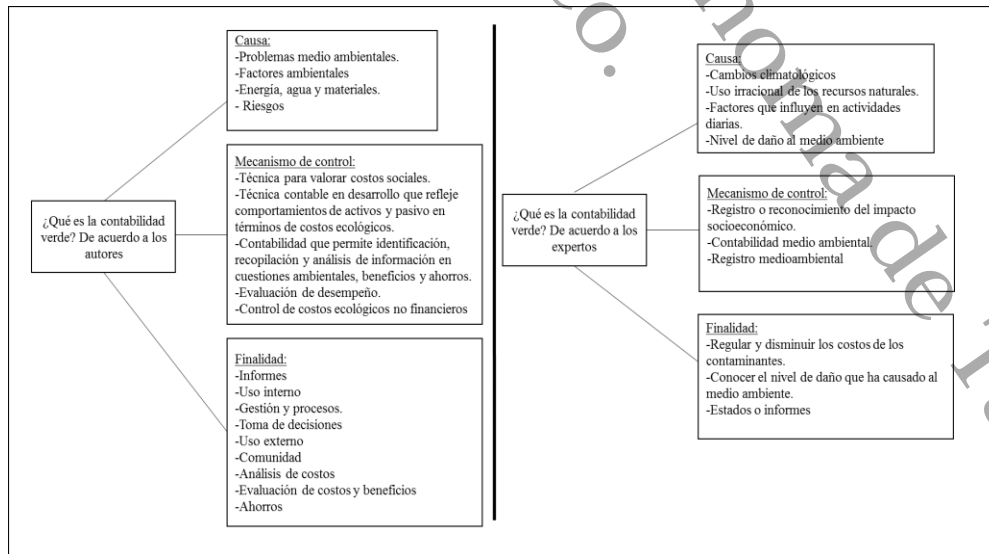 ¿Qué es la contabilidad
verde? De acuerdo a los
autores
Causa:
-Problemas medio ambientales.
-Factores ambientales
-Energía, agua y materiales.
- Riesgos
Mecanismo de control:
-Técnica para valorar costos sociales.
-Técnica contable en desarrollo que refleje
comportamientos de activos y pasivo en
términos de costos ecológicos.
-Contabilidad que permite identificación,
recopilación y análisis de información en
cuestiones ambientales, beneficios y ahorros.
-Evaluación de desempeño.
-Control de costos ecológicos no financieros
Finalidad:
-Informes
-Uso interno
-Gestión y procesos.
-Toma de decisiones
-Uso externo
-Comunidad
-Análisis de costos
-Evaluación de costos y beneficios
-Ahorros
¿Qué es la contabilidad
verde? De acuerdo a los
expertos
Causa:
-Cambios climatológicos
-Uso irracional de los recursos naturales.
-Factores que influyen en actividades
diarias.
-Nivel de daño al medio ambiente
Mecanismo de control:
-Registro o reconocimiento del impacto
socioeconómico.
-Contabilidad medio ambiental.
-Registro medioambiental
Finalidad:
-Regular y disminuir los costos de los
contaminantes.
-Conocer el nivel de daño que ha causado al
medio ambiente.
-Estados o informes
co.
noma de